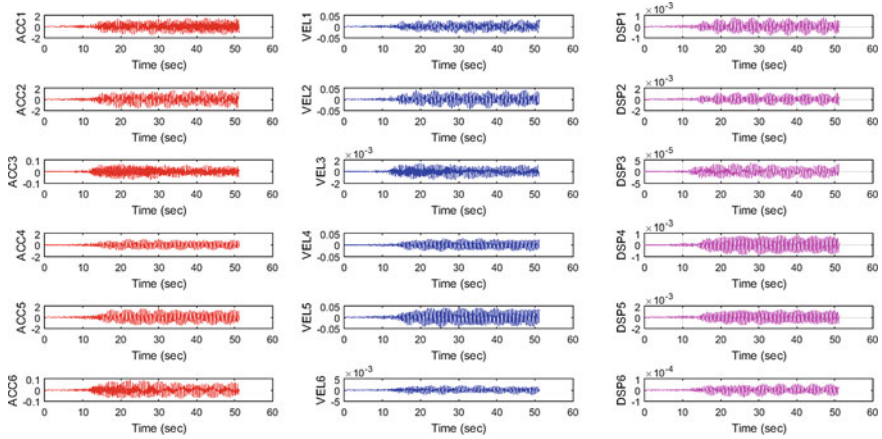 × 10⁻³
ACC1 2 0 -2 VEL1 0.05 0 -0.05 DSP1 1 0 -1
0 10 20 30 40 50 60 0 10 20 30 40 50 60 0 10 20 30 40 50 60
Time (sec) Time (sec) Time (sec)
× 10⁻³
ACC2 2 0 -2 VEL2 0.05 0 -0.05 DSP2 2 0 -2
0 10 20 30 40 50 60 0 10 20 30 40 50 60 0 10 20 30 40 50 60
Time (sec) Time (sec) Time (sec)
× 10⁻³ × 10⁻⁵
ACC3 0.1 0 -0.1 VEL3 2 0 -2 DSP3 5 0 -5
0 10 20 30 40 50 60 0 10 20 30 40 50 60 0 10 20 30 40 50 60
Time (sec) Time (sec) Time (sec)
× 10⁻³
ACC4 2 0 -2 VEL4 0.05 0 -0.05 DSP4 1 0 -1
0 10 20 30 40 50 60 0 10 20 30 40 50 60 0 10 20 30 40 50 60
Time (sec) Time (sec) Time (sec)
× 10⁻³
ACC5 2 0 -2 VEL5 0.05 0 -0.05 DSP5 2 0 -2
0 10 20 30 40 50 60 0 10 20 30 40 50 60 0 10 20 30 40 50 60
Time (sec) Time (sec) Time (sec)
× 10⁻³ × 10⁻⁴
ACC6 0.1 0 -0.1 VEL6 5 0 -5 DSP6 1 0 -1
0 10 20 30 40 50 60 0 10 20 30 40 50 60 0 10 20 30 40 50 60
Time (sec) Time (sec) Time (sec)